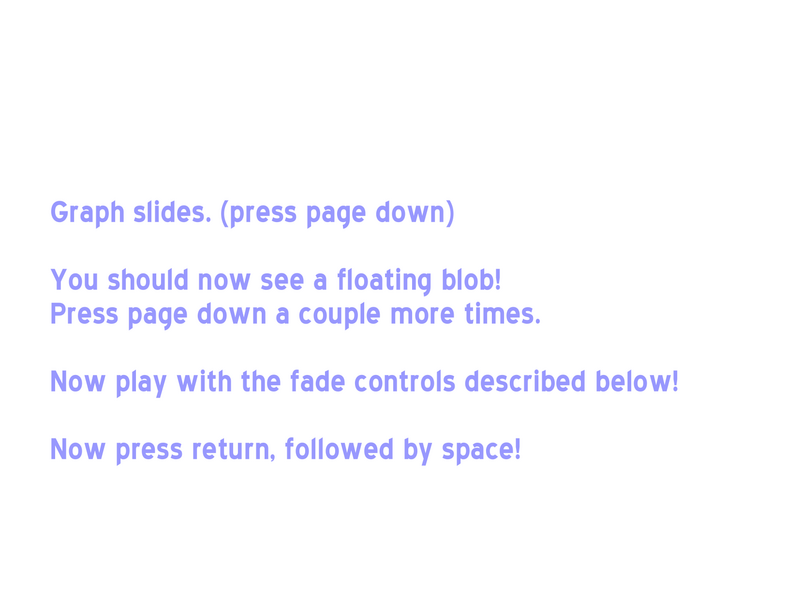 Graph slides. (press page down)
You should now see a floating blob!
Press page down a couple more times.
Now play with the fade controls described below!
Now press return, followed by space!